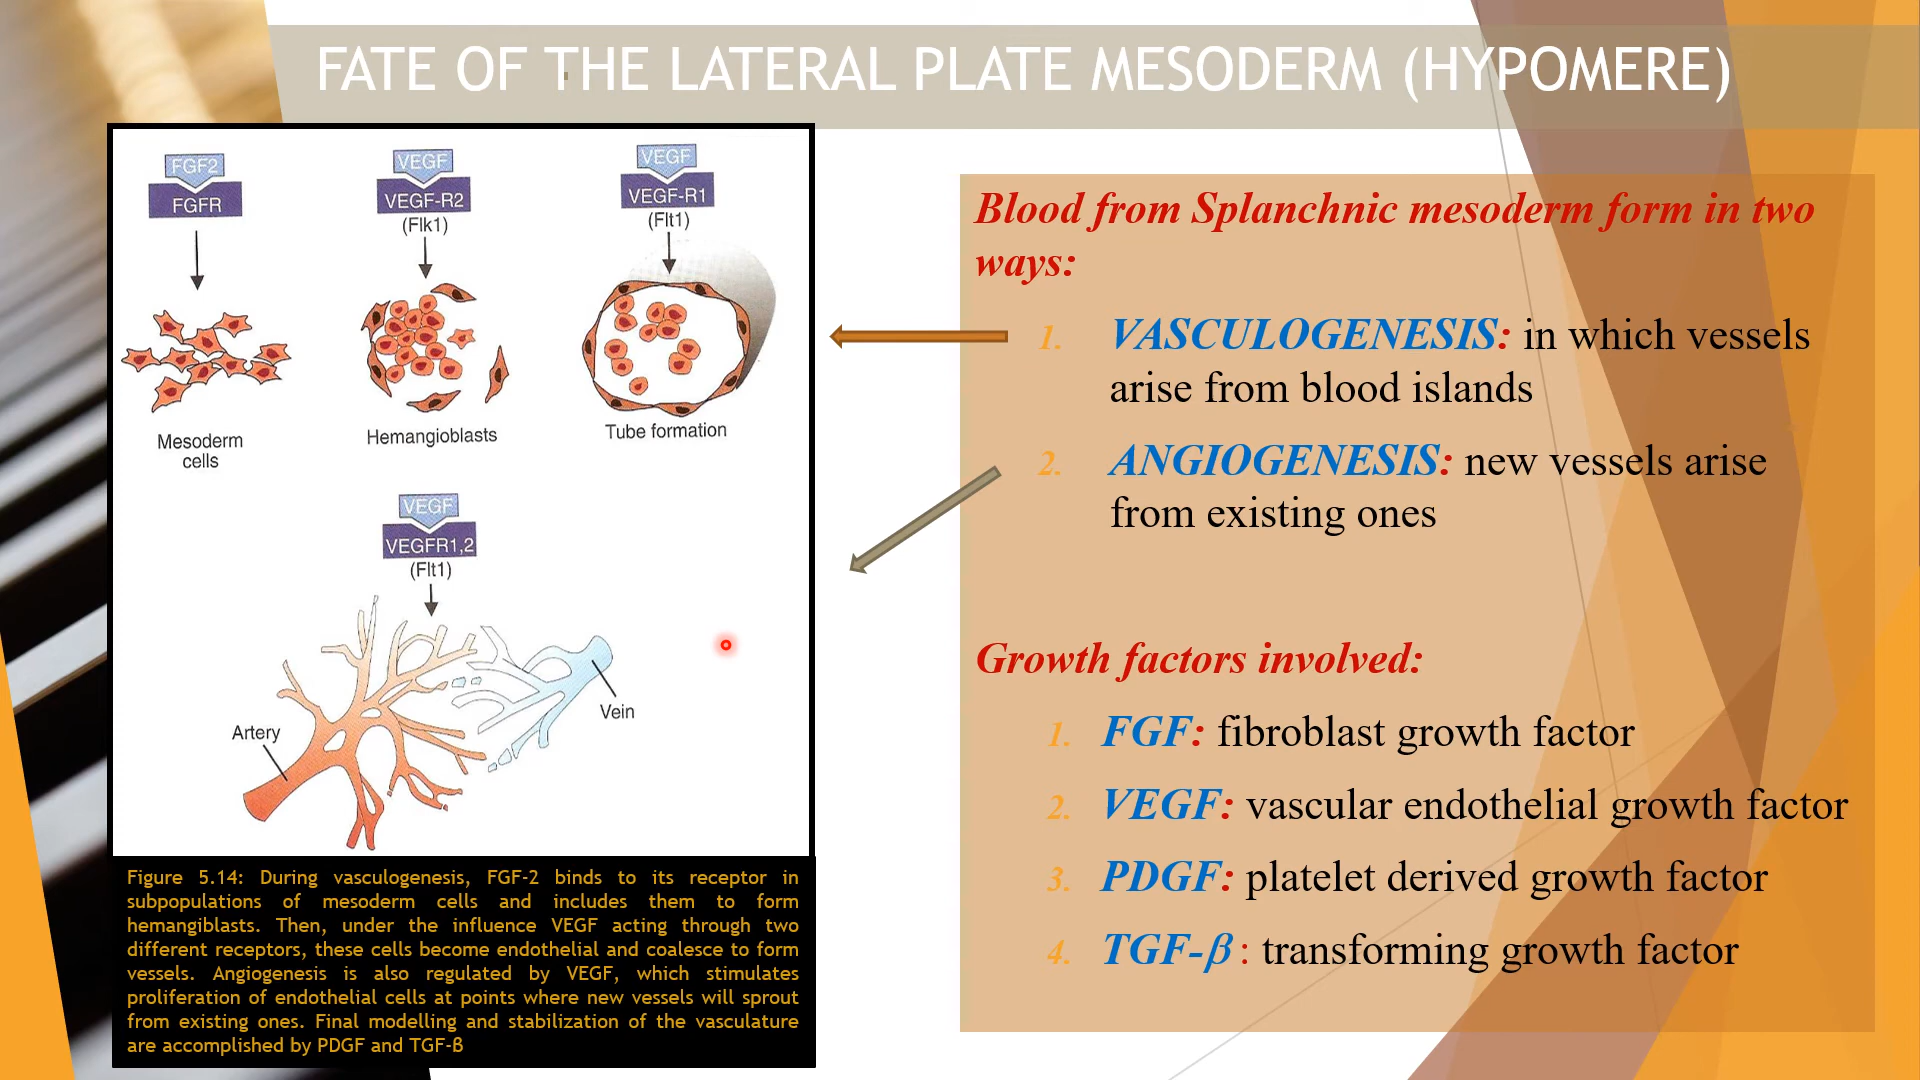 FATE OF THE LATERAL PLATE MESODERM (HYPOMERE)
FGF2
FGFR
VEGF
VEGF-R2
(Flk1)
VEGF
VEGF-R1
(Flt1)
Mesoderm
cells
Hemangioblasts
Tube formation
VEGF
VEGFR1,2
(Flt1)
Artery
Vein
Figure 5.14: During vasculogenesis, FGF-2 binds to its receptor in
subpopulations of mesoderm cells and includes them to form
hemangiblasts. Then, under the influence VEGF acting through two
different receptors, these cells become endothelial and coalesce to form
vessels. Angiogenesis is also regulated by VEGF, which stimulates
proliferation of endothelial cells at points where new vessels will sprout
from existing ones. Final modelling and stabilization of the vasculature
are accomplished by PDGF and TGF-ß
Blood from Splanchnic mesoderm form in two
ways:
1. VASCULOGENESIS: in which vessels
arise from blood islands
2. ANGIOGENESIS: new vessels arise
from existing ones
Growth factors involved:
1. FGF: fibroblast growth factor
2. VEGF: vascular endothelial growth factor
3. PDGF: platelet derived growth factor
4. TGF-β : transforming growth factor